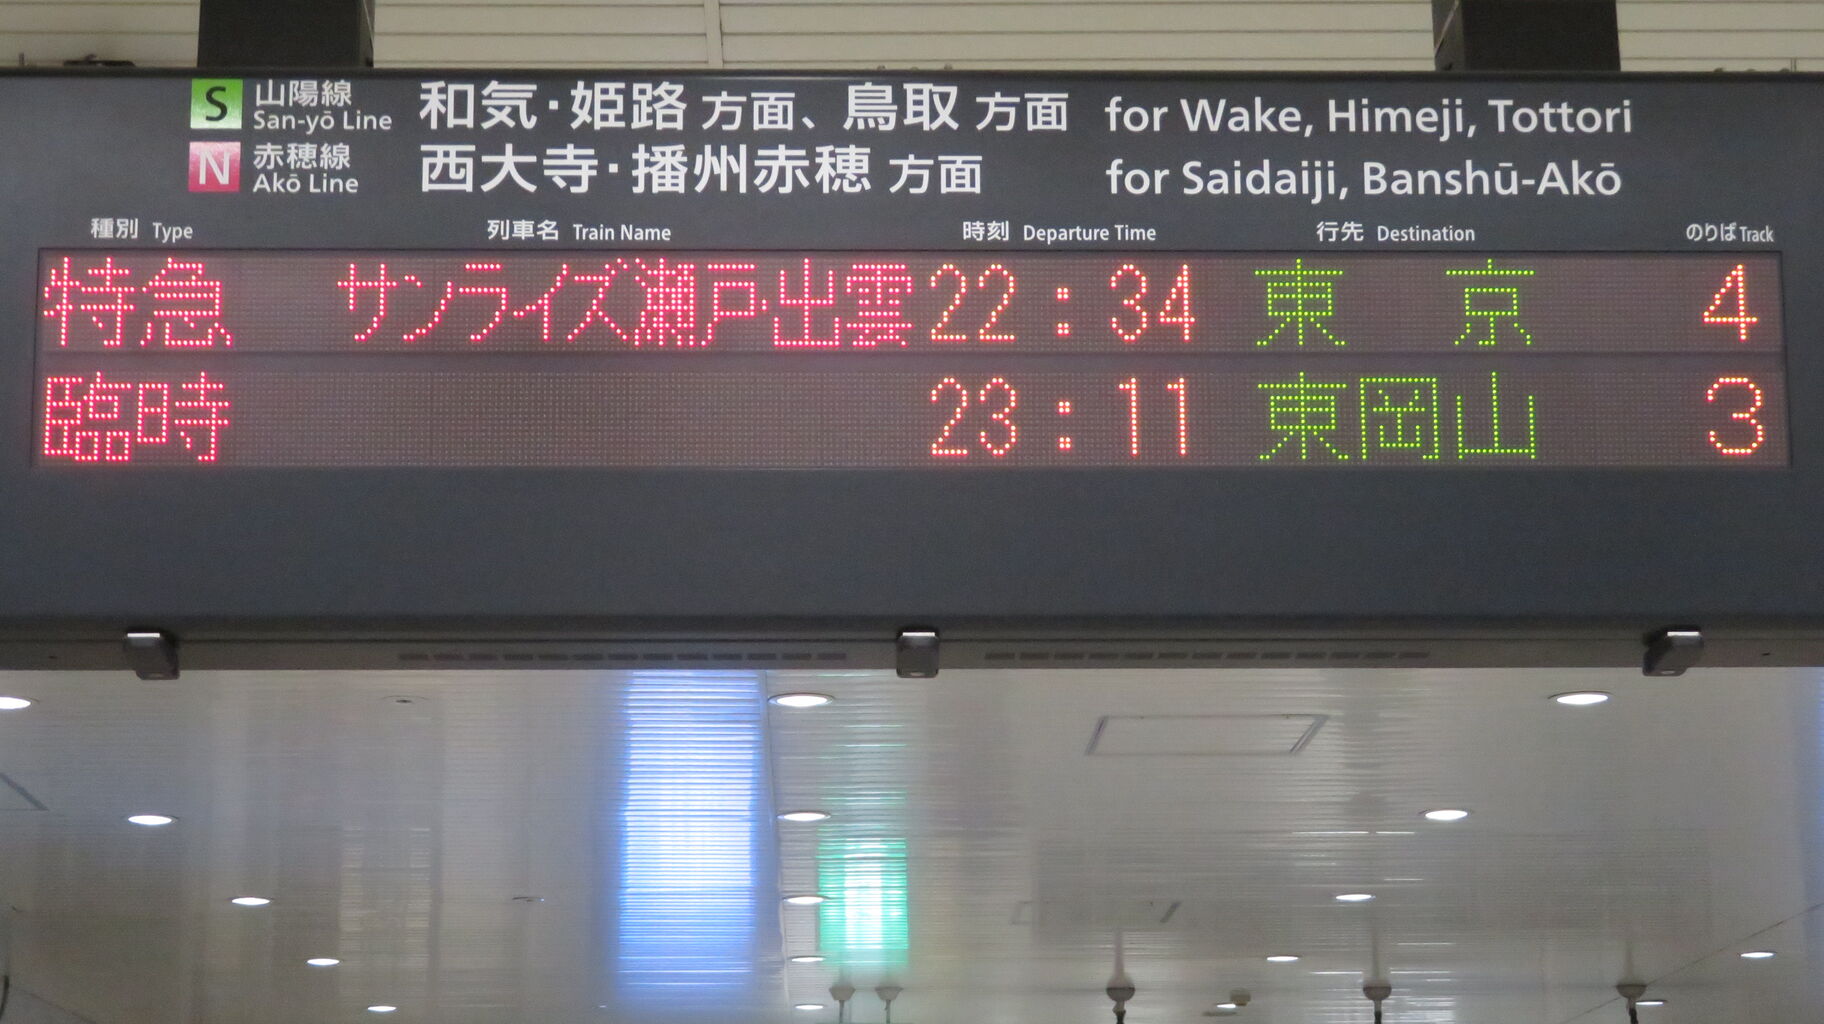 S 山陽線 San-yō Line 和気・姫路 方面、鳥取 方面 for Wake, Himeji, Tottori
N 赤穂線 Akō Line 西大寺・播州赤穂 方面 for Saidaiji, Banshū-Akō
種別 Type 列車名 Train Name 時刻 Departure Time 行先 Destination のりば Track
特急 サンライズ瀬戸・出雲 22:34 東京 4
臨時 23:11 東岡山 3